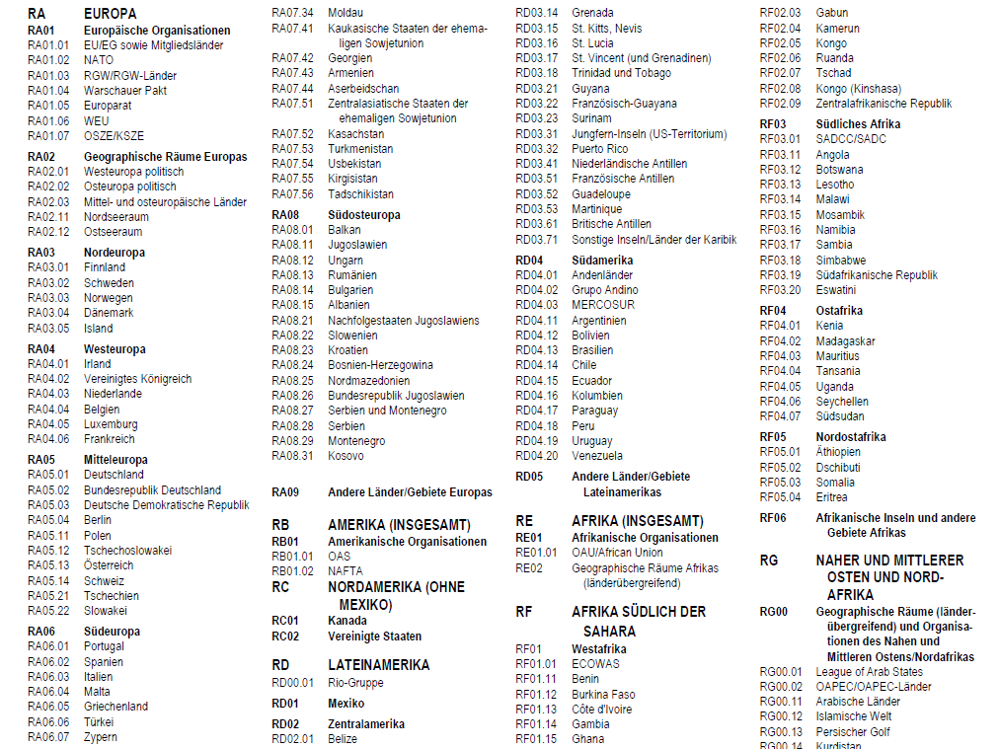 RA EUROPA
RA01 Europäische Organisationen
RA01.01 EU/EG sowie Mitgliedsländer
RA01.02 NATO
RA01.03 RGW/RGW-Länder
RA01.04 Warschauer Pakt
RA01.05 Europarat
RA01.06 WEU
RA01.07 OSZE/KSZE
RA02 Geographische Räume Europas
RA02.01 Westeuropa politisch
RA02.02 Osteuropa politisch
RA02.03 Mittel- und osteuropäische Länder
RA02.11 Nordseeraum
RA02.12 Ostseeraum
RA03 Nordeuropa
RA03.01 Finnland
RA03.02 Schweden
RA03.03 Norwegen
RA03.04 Dänemark
RA03.05 Island
RA04 Westeuropa
RA04.01 Irland
RA04.02 Vereinigtes Königreich
RA04.03 Niederlande
RA04.04 Belgien
RA04.05 Luxemburg
RA04.06 Frankreich
RA05 Mitteleuropa
RA05.01 Deutschland
RA05.02 Bundesrepublik Deutschland
RA05.03 Deutsche Demokratische Republik
RA05.04 Berlin
RA05.11 Polen
RA05.12 Tschechoslowakei
RA05.13 Österreich
RA05.14 Schweiz
RA05.21 Tschechien
RA05.22 Slowakei
RA06 Südeuropa
RA06.01 Portugal
RA06.02 Spanien
RA06.03 Italien
RA06.04 Malta
RA06.05 Griechenland
RA06.06 Türkei
RA06.07 Zypern
RA07.34 Moldau
RA07.41 Kaukasische Staaten der ehema-
ligen Sowjetunion
RA07.42 Georgien
RA07.43 Armenien
RA07.44 Aserbeidschan
RA07.51 Zentralasiatische Staaten der
ehemaligen Sowjetunion
RA07.52 Kasachstan
RA07.53 Turkmenistan
RA07.54 Usbekistan
RA07.55 Kirgisistan
RA07.56 Tadschikistan
RA08 Südosteuropa
RA08.01 Balkan
RA08.11 Jugoslawien
RA08.12 Ungarn
RA08.13 Rumänien
RA08.14 Bulgarien
RA08.15 Albanien
RA08.21 Nachfolgestaaten Jugoslawiens
RA08.22 Slowenien
RA08.23 Kroatien
RA08.24 Bosnien-Herzegowina
RA08.25 Nordmazedonien
RA08.26 Bundesrepublik Jugoslawien
RA08.27 Serbien und Montenegro
RA08.28 Serbien
RA08.29 Montenegro
RA08.31 Kosovo
RA09 Andere Länder/Gebiete Europas
RB AMERIKA (INSGESAMT)
RB01 Amerikanische Organisationen
RB01.01 OAS
RB01.02 NAFTA
RC NORDAMERIKA (OHNE
MEXIKO)
RC01 Kanada
RC02 Vereinigte Staaten
RD LATEINAMERIKA
RD00.01 Rio-Gruppe
RD01 Mexiko
RD02 Zentralamerika
RD02.01 Belize
RD03.14 Grenada
RD03.15 St. Kitts, Nevis
RD03.16 St. Lucia
RD03.17 St. Vincent (und Grenadinen)
RD03.18 Trinidad und Tobago
RD03.21 Guyana
RD03.22 Französisch-Guayana
RD03.23 Surinam
RD03.31 Jungfern-Inseln (US-Territorium)
RD03.32 Puerto Rico
RD03.41 Niederländische Antillen
RD03.51 Französische Antillen
RD03.52 Guadeloupe
RD03.53 Martinique
RD03.61 Britische Antillen
RD03.71 Sonstige Inseln/Länder der Karibik
RD04 Südamerika
RD04.01 Andenländer
RD04.02 Grupo Andino
RD04.03 MERCOSUR
RD04.11 Argentinien
RD04.12 Bolivien
RD04.13 Brasilien
RD04.14 Chile
RD04.15 Ecuador
RD04.16 Kolumbien
RD04.17 Paraguay
RD04.18 Peru
RD04.19 Uruguay
RD04.20 Venezuela
RD05 Andere Länder/Gebiete
Lateinamerikas
RE AFRIKA (INSGESAMT)
RE01 Afrikanische Organisationen
RE01.01 OAU/African Union
RE02 Geographische Räume Afrikas
(länderübergreifend)
RF AFRIKA SÜDLICH DER
SAHARA
RF01 Westafrika
RF01.01 ECOWAS
RF01.11 Benin
RF01.12 Burkina Faso
RF01.13 Côte d'Ivoire
RF01.14 Gambia
RF01.15 Ghana
RF02.03 Gabun
RF02.04 Kamerun
RF02.05 Kongo
RF02.06 Ruanda
RF02.07 Tschad
RF02.08 Kongo (Kinshasa)
RF02.09 Zentralafrikanische Republik
RF03 Südliches Afrika
RF03.01 SADCC/SADC
RF03.11 Angola
RF03.12 Botswana
RF03.13 Lesotho
RF03.14 Malawi
RF03.15 Mosambik
RF03.16 Namibia
RF03.17 Sambia
RF03.18 Simbabwe
RF03.19 Südafrikanische Republik
RF03.20 Eswatini
RF04 Ostafrika
RF04.01 Kenia
RF04.02 Madagaskar
RF04.03 Mauritius
RF04.04 Tansania
RF04.05 Uganda
RF04.06 Seychellen
RF04.07 Südsudan
RF05 Nordostafrika
RF05.01 Äthiopien
RF05.02 Dschibuti
RF05.03 Somalia
RF05.04 Eritrea
RF06 Afrikanische Inseln und andere
Gebiete Afrikas
RG NAHER UND MITTLERER
OSTEN UND NORD-
AFRIKA
RG00 Geographische Räume (länder-
übergreifend) und Organisa-
tionen des Nahen und
Mittleren Ostens/Nordafrikas
RG00.01 League of Arab States
RG00.02 OAPEC/OAPEC-Länder
RG00.11 Arabische Länder
RG00.12 Islamische Welt
RG00.13 Persischer Golf
RG00.14 Kurdistan